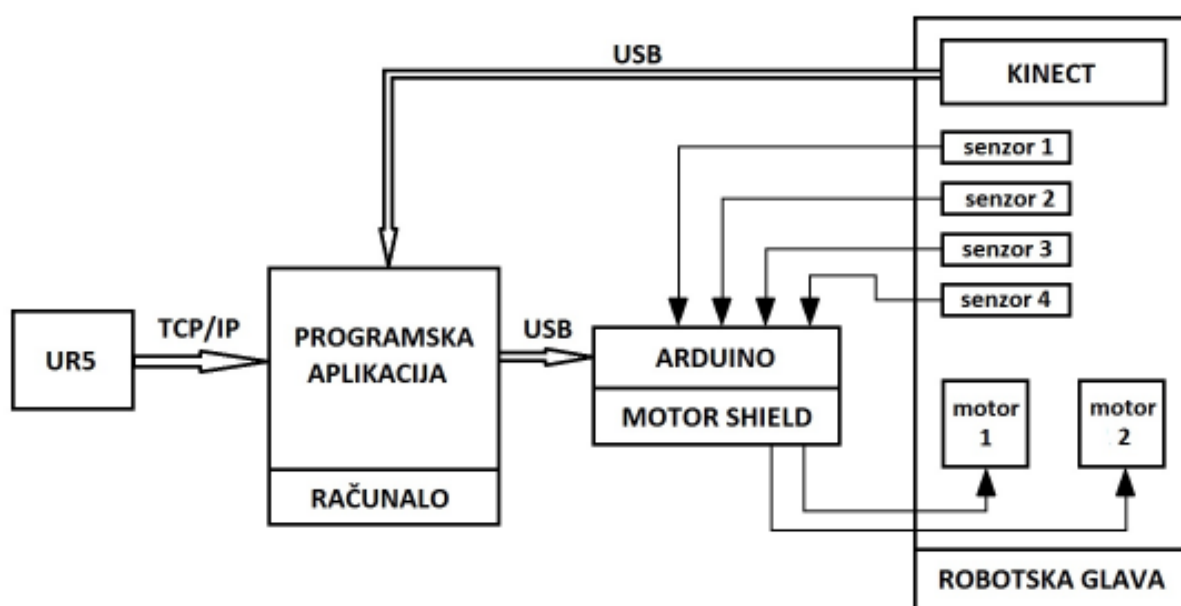 USB
KINECT
senzor 1
senzor 2
senzor 3
senzor 4
UR5
TCP/IP
PROGRAMSKA
APLIKACIJA
RAČUNALO
USB
ARDUINO
MOTOR SHIELD
motor
1
motor
2
ROBOTSKA GLAVA